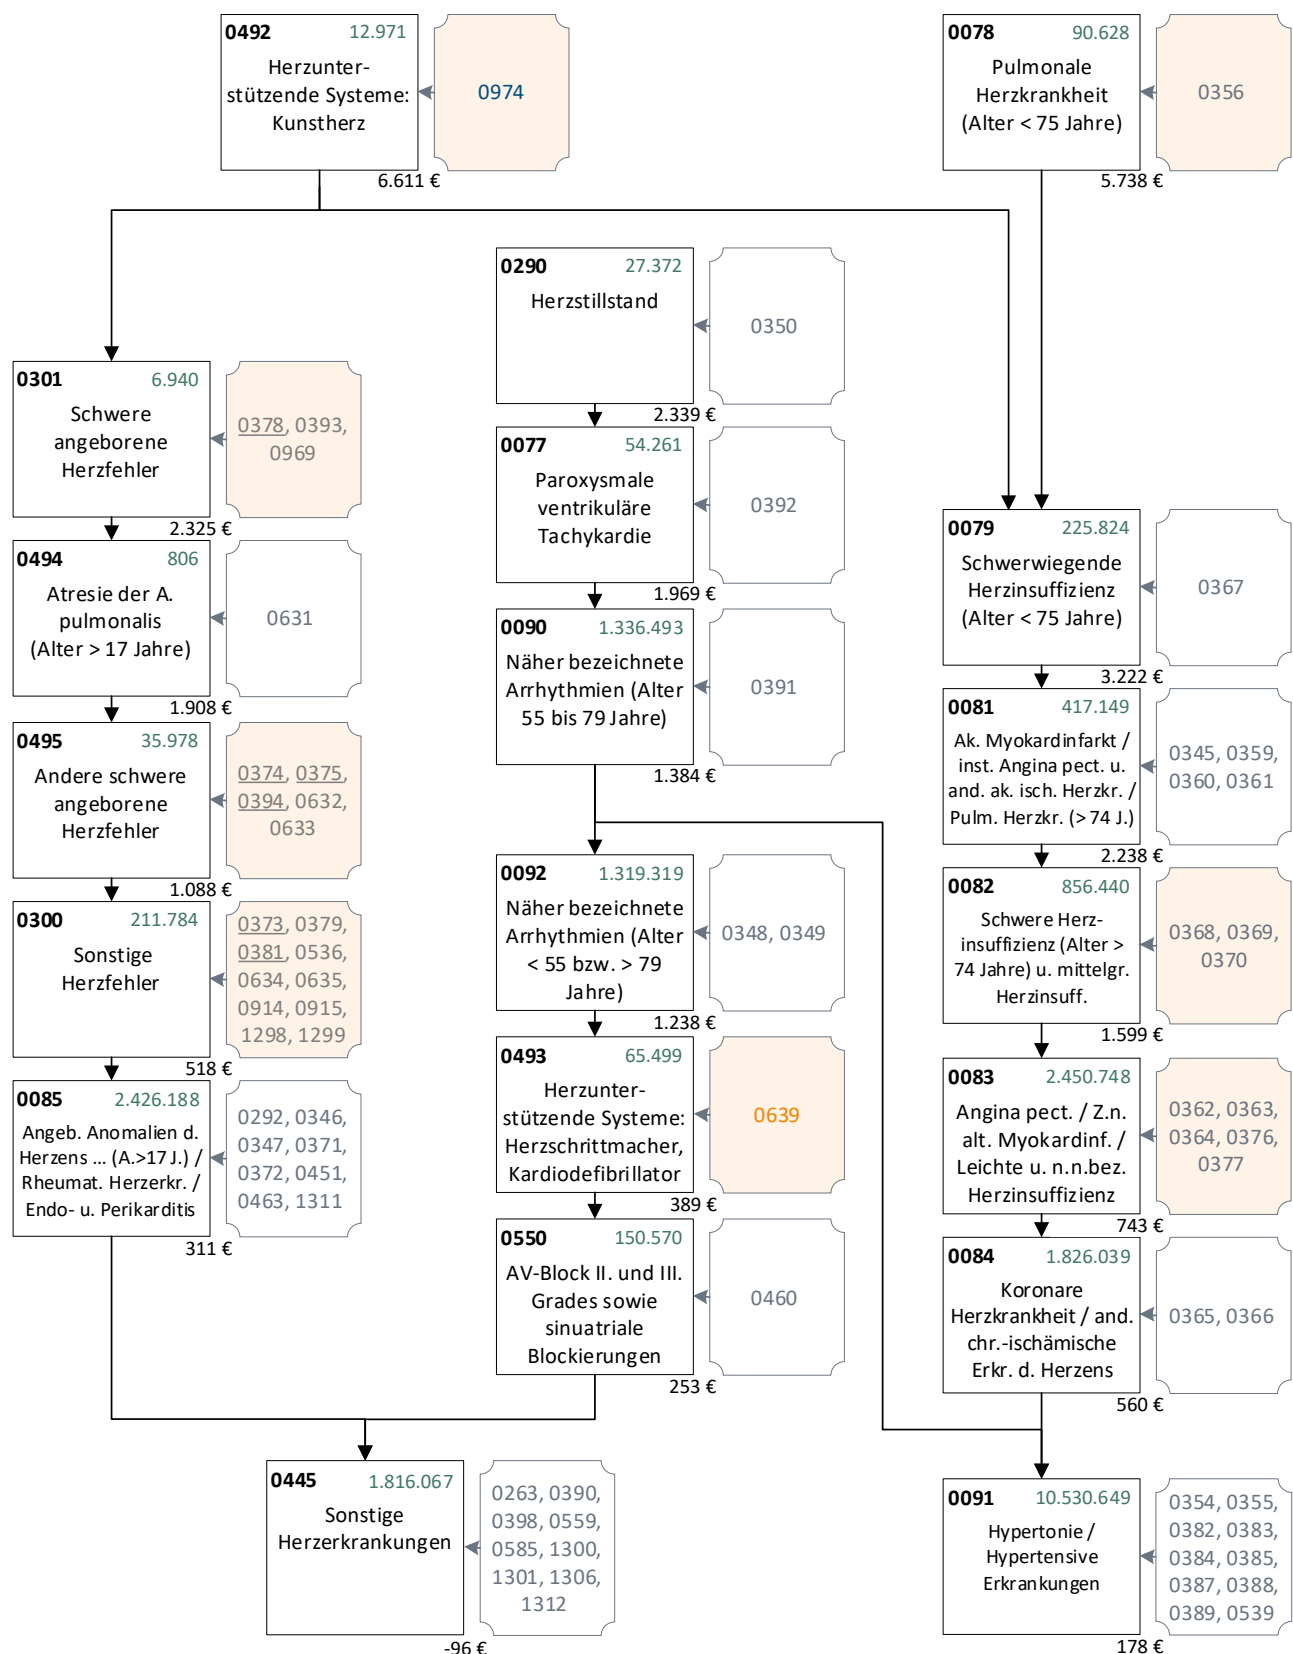 0492 12.971
Herzunter-
stützende Systeme:
Kunstherz
0974
6.611 €
0078 90.628
Pulmonale
Herzkrankheit
(Alter < 75 Jahre)
0356
5.738 €
0301 6.940
Schwere
angeborene
Herzfehler
0378, 0393,
0969
2.325 €
0494 806
Atresie der A.
pulmonalis
(Alter > 17 Jahre)
0631
1.908 €
0495 35.978
Andere schwere
angeborene
Herzfehler
0374, 0375,
0394, 0632,
0633
1.088 €
0300 211.784
Sonstige
Herzfehler
0373, 0379,
0381, 0536,
0634, 0635,
0914, 0915,
1298, 1299
518 €
0085 2.426.188
Angeb. Anomalien d.
Herzens ... (A.>17 J.) /
Rheumat. Herzerkr. /
Endo- u. Perikarditis
0292, 0346,
0347, 0371,
0372, 0451,
0463, 1311
311 €
0290 27.372
Herzstillstand
0350
2.339 €
0077 54.261
Paroxysmale
ventrikuläre
Tachykardie
0392
1.969 €
0090 1.336.493
Näher bezeichnete
Arrhythmien (Alter
55 bis 79 Jahre)
0391
1.384 €
0092 1.319.319
Näher bezeichnete
Arrhythmien (Alter
< 55 bzw. > 79
Jahre)
0348, 0349
1.238 €
0493 65.499
Herzunter-
stützende Systeme:
Herzschrittmacher,
Kardiodefibrillator
0639
389 €
0550 150.570
AV-Block II. und III.
Grades sowie
sinuatriale
Blockierungen
0460
253 €
0079 225.824
Schwerwiegende
Herzinsuffizienz
(Alter < 75 Jahre)
0367
3.222 €
0081 417.149
Ak. Myokardinfarkt /
inst. Angina pect. u.
and. ak. isch. Herzkr. /
Pulm. Herzkr. (> 74 J.)
0345, 0359,
0360, 0361
2.238 €
0082 856.440
Schwere Herz-
insuffizienz (Alter >
74 Jahre) u. mittelgr.
Herzinsuff.
0368, 0369,
0370
1.599 €
0083 2.450.748
Angina pect. / Z.n.
alt. Myokardinf. /
Leichte u. n.n.bez.
Herzinsuffizienz
0362, 0363,
0364, 0376,
0377
743 €
0084 1.826.039
Koronare
Herzkrankheit / and.
chr.-ischämische
Erkr. d. Herzens
0365, 0366
560 €
0445 1.816.067
Sonstige
Herzerkrankungen
0263, 0390,
0398, 0559,
0585, 1300,
1301, 1306,
1312
-96 €
0091 10.530.649
Hypertonie /
Hypertensive
Erkrankungen
0354, 0355,
0382, 0383,
0384, 0385,
0387, 0388,
0389, 0539
178 €